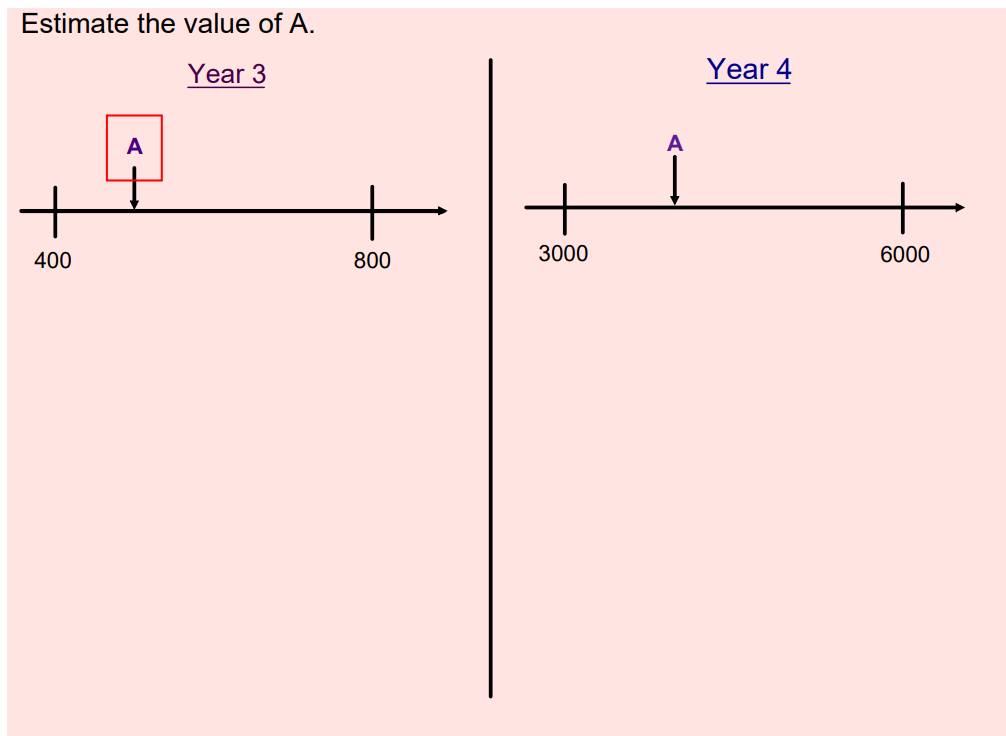 Estimate the value of A.
Year 3
A
400
800
Year 4
A
3000
6000